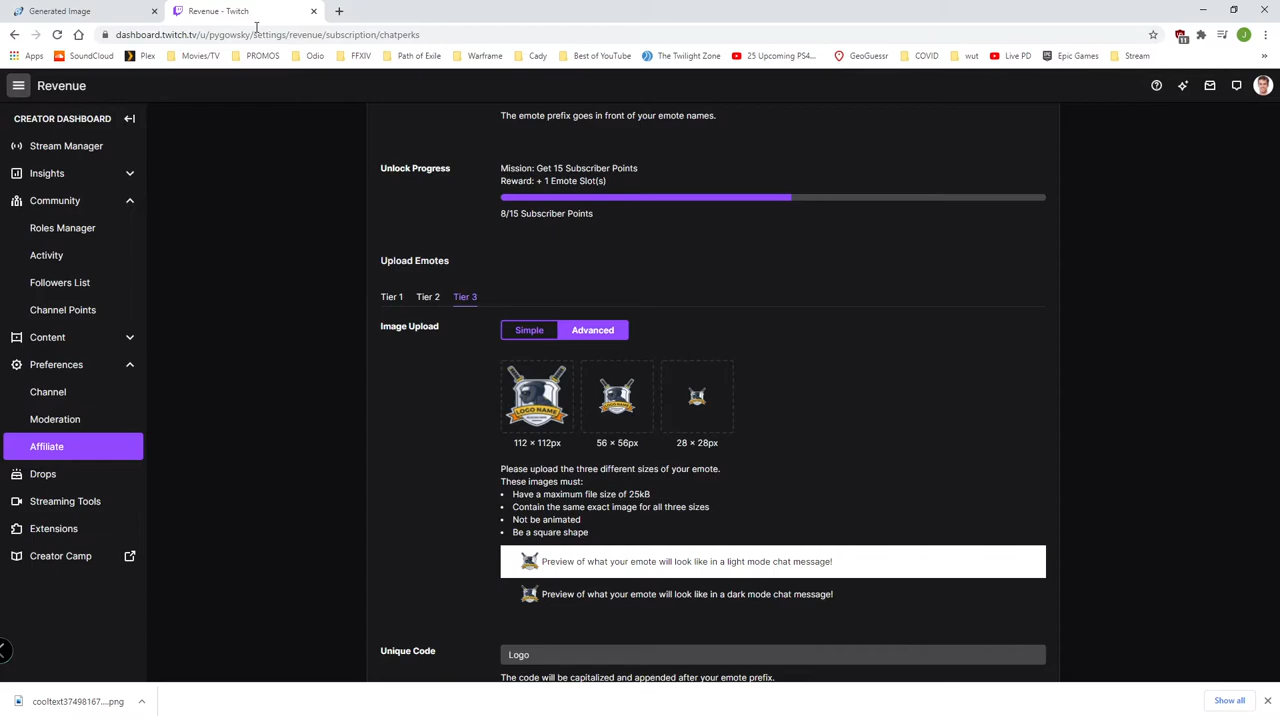 Generated Image
Revenue - Twitch
dashboard.twitch.tv/u/pygowsky/settings/revenue/subscription/chatperks
Apps
SoundCloud
Plex
Movies/TV
PROMOS
Odio
FFXIV
Path of Exile
Warframe
Cady
Best of YouTube
The Twilight Zone
25 Upcoming PS4...
GeoGuessr
COVID
wut
Live PD
Epic Games
Stream
»
11
J
Revenue
CREATOR DASHBOARD
Stream Manager
Insights
Community
Roles Manager
Activity
Followers List
Channel Points
Content
Preferences
Channel
Moderation
Affiliate
Drops
Streaming Tools
Extensions
Creator Camp
The emote prefix goes in front of your emote names.
Unlock Progress
Mission: Get 15 Subscriber Points
Reward: + 1 Emote Slot(s)
8/15 Subscriber Points
Upload Emotes
Tier 1
Tier 2
Tier 3
Image Upload
Simple
Advanced
LOGO NAME
112 × 112px
56 × 56px
28 × 28px
Please upload the three different sizes of your emote.
These images must:
• Have a maximum file size of 25kB
• Contain the same exact image for all three sizes
• Not be animated
• Be a square shape
Preview of what your emote will look like in a light mode chat message!
Preview of what your emote will look like in a dark mode chat message!
Unique Code
Logo
The code will be capitalized and appended after your emote prefix.
cooltext37498167....png
Show all